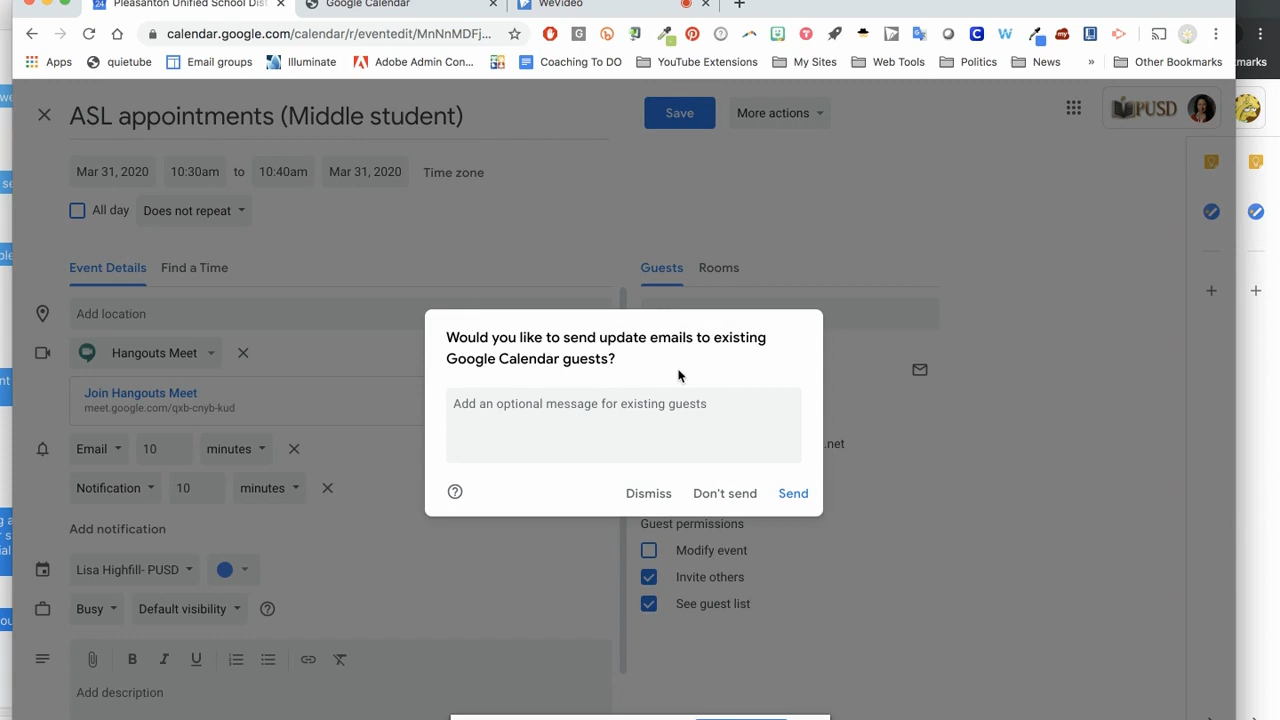 Pleasanton Unified School Dist
Google Calendar
WeVideo
calendar.google.com/calendar/r/eventedit/MnNnMDFj...
Apps
quietube
Email groups
Illuminate
Adobe Admin Con...
Coaching To DO
YouTube Extensions
My Sites
Web Tools
Politics
News
»
Other Bookmarks
ASL appointments (Middle student)
Save
More actions
PUSD
Mar 31, 2020
10:30am
to
10:40am
Mar 31, 2020
Time zone
All day
Does not repeat
Event Details
Find a Time
Guests
Rooms
Add location
Hangouts Meet
Join Hangouts Meet
meet.google.com/qxb-cnyb-kud
Would you like to send update emails to existing
Google Calendar guests?
Add an optional message for existing guests
Dismiss
Don't send
Send
.net
Email
10
minutes
Notification
10
minutes
Add notification
Guest permissions
Modify event
Invite others
See guest list
Lisa Highfill- PUSD
Busy
Default visibility
B I U
Add description